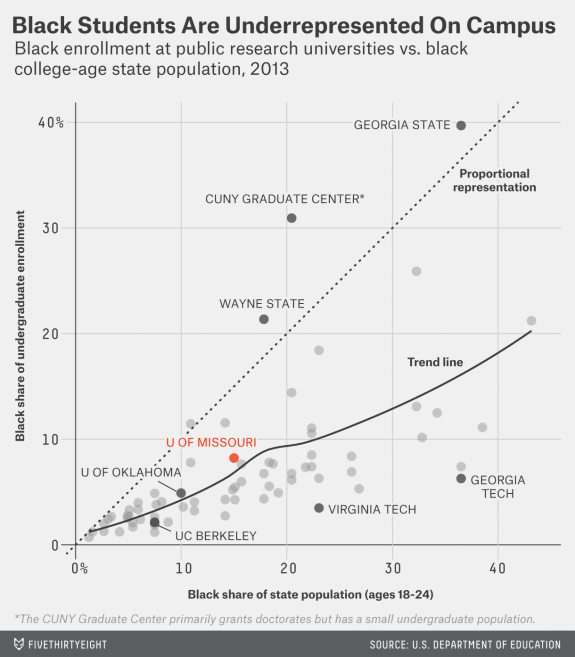 Black Students Are Underrepresented On Campus
Black enrollment at public research universities vs. black
college-age state population, 2013
40%
GEORGIA STATE
Proportional
representation
CUNY GRADUATE CENTER*
30
WAYNE STATE
20
Trend line
Black share of undergraduate enrollment
10
U OF MISSOURI
U OF OKLAHOMA
GEORGIA
TECH
VIRGINIA TECH
UC BERKELEY
0
0%
10
20
30
40
Black share of state population (ages 18-24)
*The CUNY Graduate Center primarily grants doctorates but has a small undergraduate population.
FIVETHIRTYEIGHT
SOURCE: U.S. DEPARTMENT OF EDUCATION